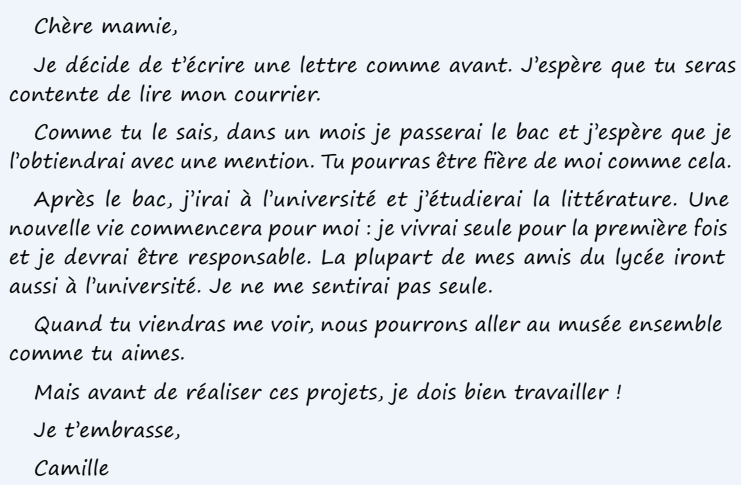 Chère mamie,
Je décide de t’écrire une lettre comme avant. J’espère que tu seras
contente de lire mon courrier.
Comme tu le sais, dans un mois je passerai le bac et j’espère que je
l’obtiendrai avec une mention. Tu pourras être fière de moi comme cela.
Après le bac, j’irai à l’université et j’étudierai la littérature. Une
nouvelle vie commencera pour moi : je vivrai seule pour la première fois
et je devrai être responsable. La plupart de mes amis du lycée iront
aussi à l’université. Je ne me sentirai pas seule.
Quand tu viendras me voir, nous pourrons aller au musée ensemble
comme tu aimes.
Mais avant de réaliser ces projets, je dois bien travailler !
Je t’embrasse,
Camille